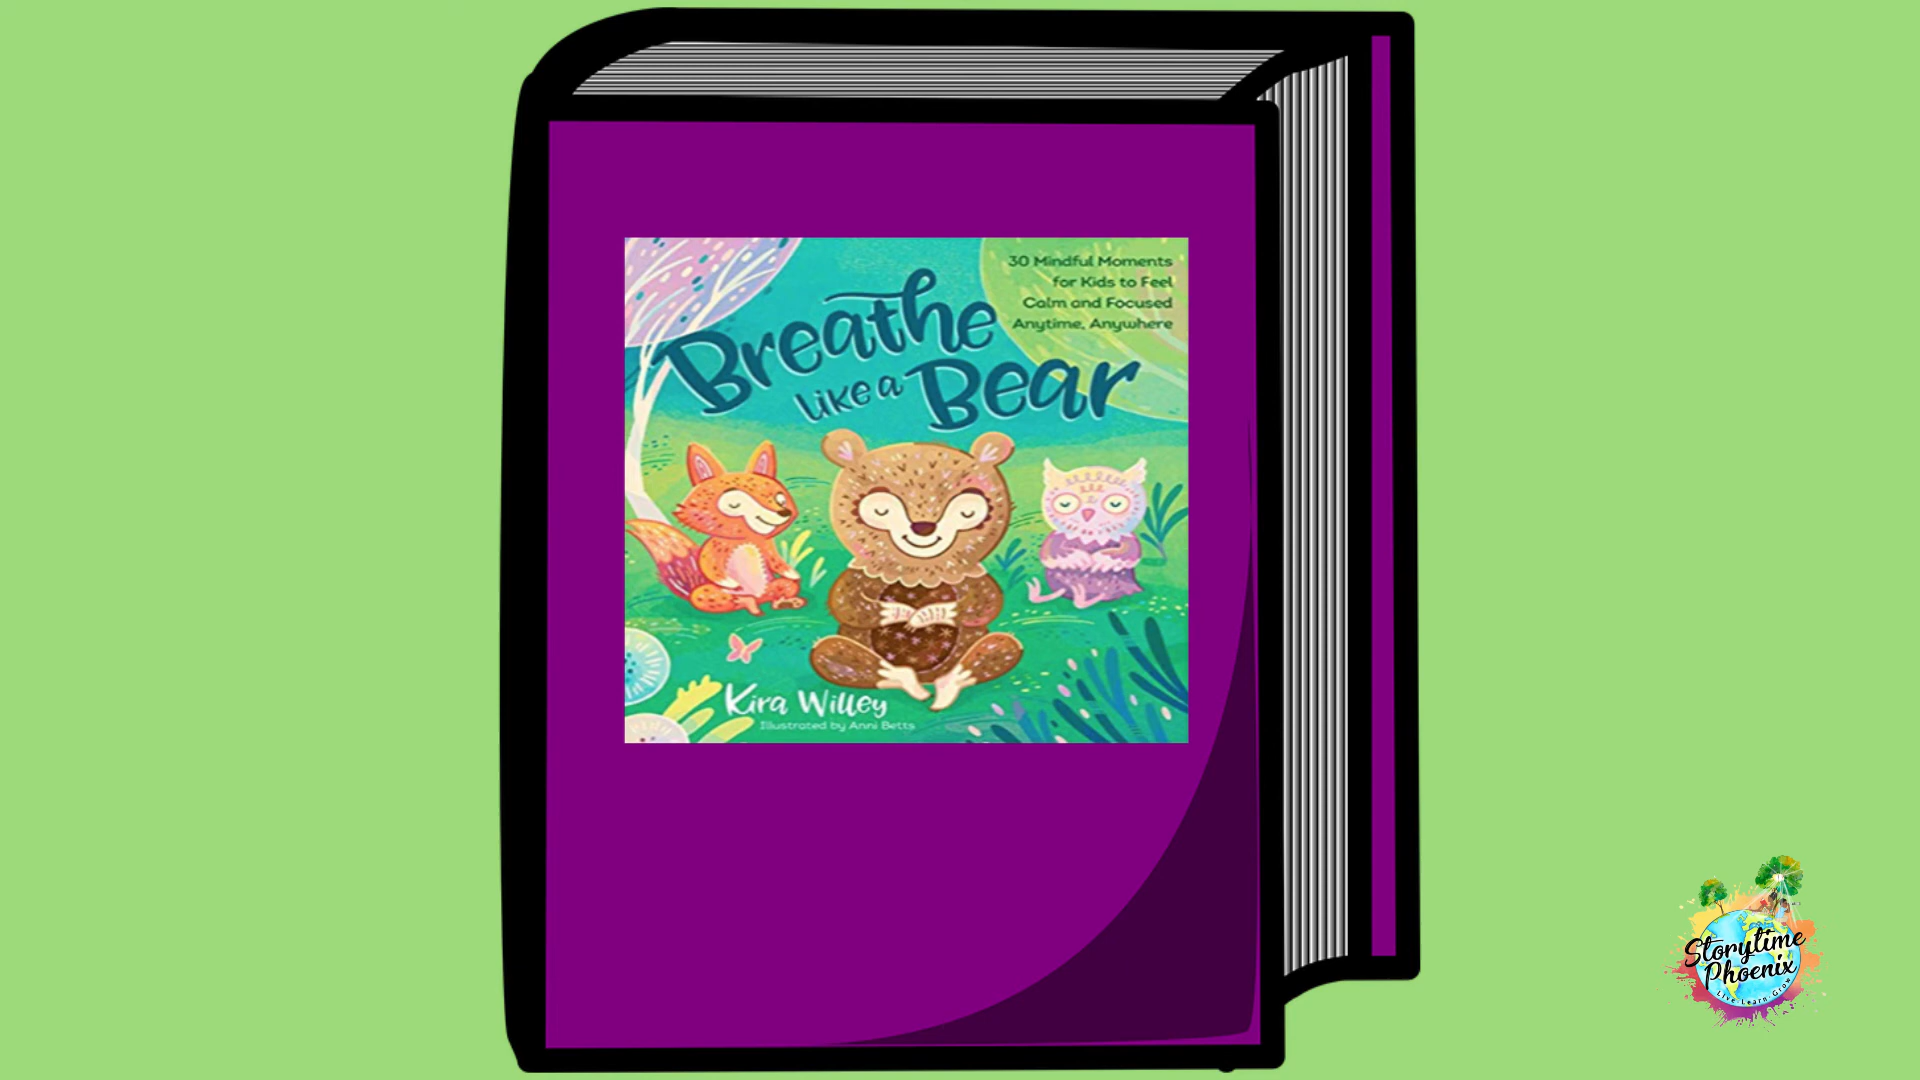 30 Mindful Moments
for Kids to Feel
Calm and Focused
Anytime, Anywhere
Breathe
like a Bear
Kira Willey
Illustrated by Anni Betts
Storytime
Phoenix
Live Learn Grow